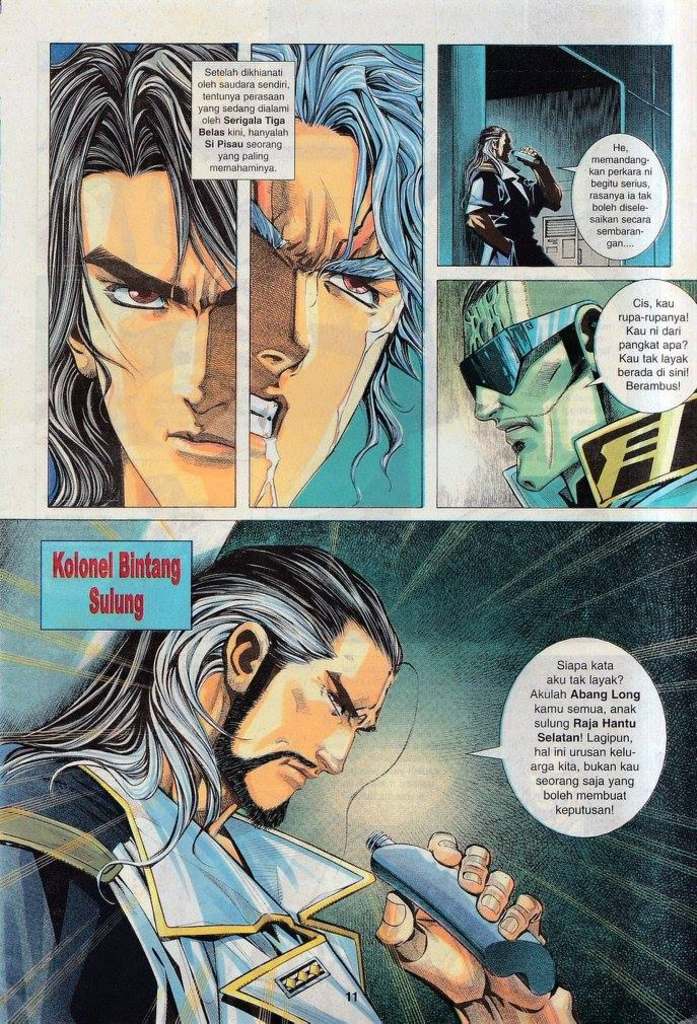 Setelah dikhianati
oleh saudara sendiri,
tentunya perasaan
yang sedang dialami
oleh Serigala Tiga
Belas kini, hanyalah
Si Pisau seorang
yang paling
memahaminya.
He,
memandang-
kan perkara ni
begitu serius,
rasanya ia tak
boleh disele-
saikan secara
sembaran-
gan....
Cis, kau
rupa-rupanya!
Kau ni dari
pangkat apa?
Kau tak layak
berada di sini!
Berambus!
Kolonel Bintang
Sulung
Siapa kata
aku tak layak?
Akulah Abang Long
kamu semua, anak
sulung Raja Hantu
Selatan! Lagipun,
hal ini urusan kelu-
arga kita, bukan kau
seorang saja yang
boleh membuat
keputusan!
11